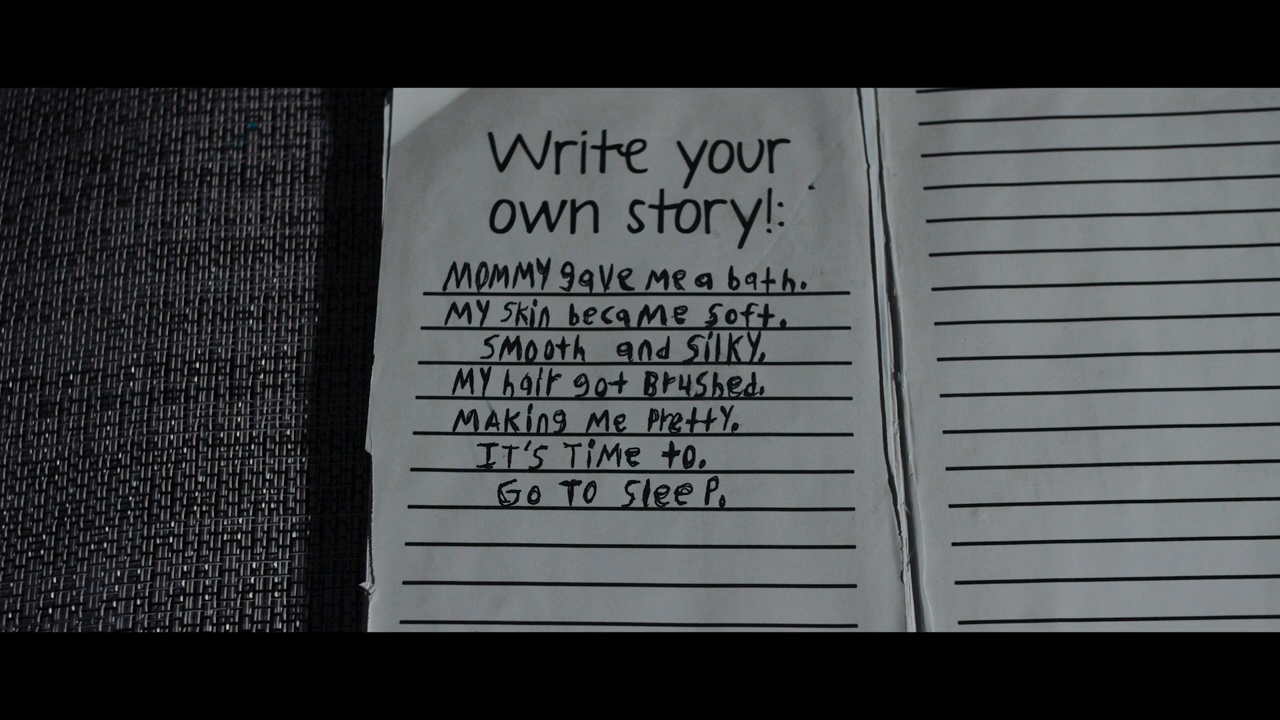 Write your
own story!:
MOMMY gave Me a bath.
MY Skin became soft.
SMooth and SilKY.
MY hair got BrUShed.
MAKing Me PrettY.
IT'S TiMe to.
GO TO SleeP.